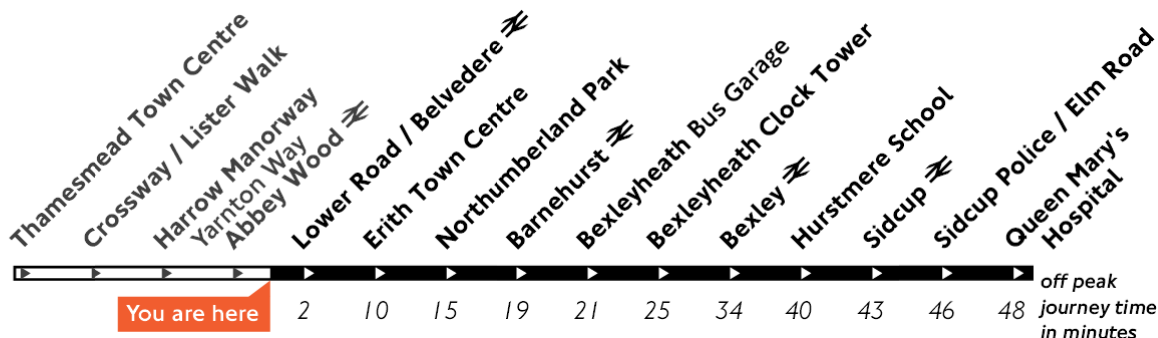 Thamesmead Town Centre
Crossway / Lister Walk
Harrow Manorway
Yarnton Way
Abbey Wood
Lower Road / Belvedere
Erith Town Centre
Northumberland Park
Barnehurst
Bexleyheath Bus Garage
Bexleyheath Clock Tower
Bexley
Hurstmere School
Sidcup
Sidcup Police / Elm Road
Queen Mary's
Hospital
You are here
2 10 15 19 21 25 34 40 43 46 48
off peak
journey time
in minutes